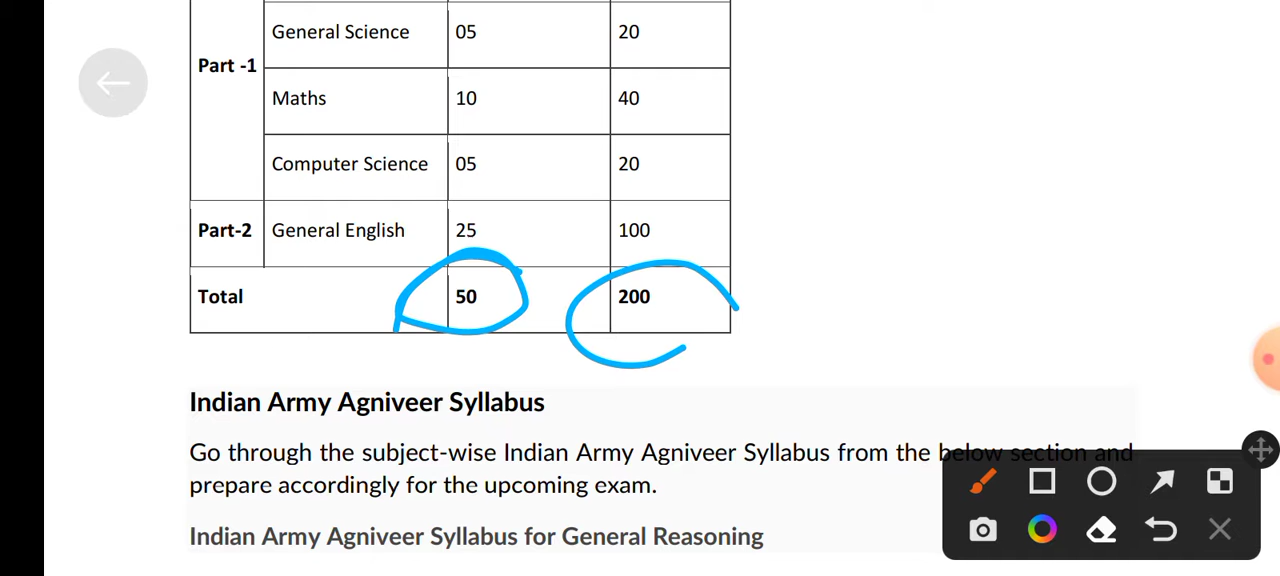 General Science 05 20
Part -1
Maths 10 40
Computer Science 05 20
Part-2 General English 25 100
Total 50 200
Indian Army Agniveer Syllabus
Go through the subject-wise Indian Army Agniveer Syllabus from the below section and
prepare accordingly for the upcoming exam.
Indian Army Agniveer Syllabus for General Reasoning